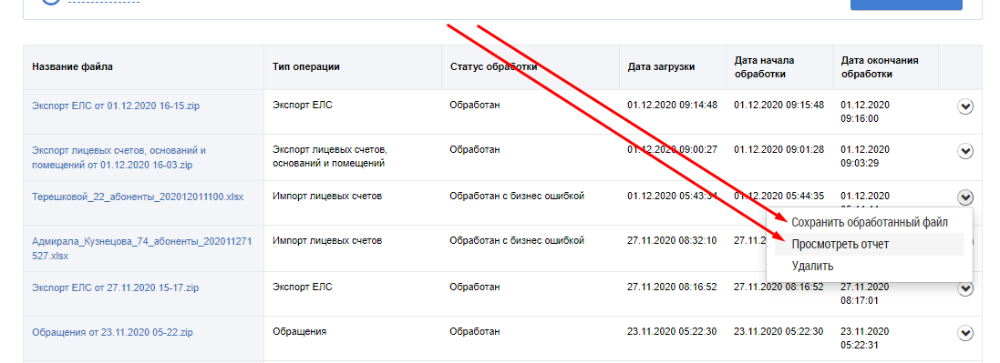 Название файла
Тип операции
Статус обработки
Дата загрузки
Дата начала
обработки
Дата окончания
обработки
Экспорт ЕЛС от 01.12.2020 16-15.zip
Экспорт ЕЛС
Обработан
01.12.2020 09:14:48
01.12.2020 09:15:48
01.12.2020
09:16:00
Экспорт лицевых счетов, оснований и
помещений от 01.12.2020 16-03.zip
Экспорт лицевых счетов,
оснований и помещений
Обработан
01.12.2020 09:00:27
01.12.2020 09:01:28
01.12.2020
09:03:29
Терешковой_22_абоненты_202012011100.xlsx
Импорт лицевых счетов
Обработан с бизнес ошибкой
01.12.2020 05:43:34
01.12.2020 05:44:35
01.12.2020
Сохранить обработанный файл
Просмотреть отчет
Удалить
Адмирала_Кузнецова_74_абоненты_202011271
527.xlsx
Импорт лицевых счетов
Обработан с бизнес ошибкой
27.11.2020 08:32:10
27.11.2
Экспорт ЕЛС от 27.11.2020 15-17.zip
Экспорт ЕЛС
Обработан
27.11.2020 08:16:52
27.11.2020 08:16:52
27.11.2020
08:17:01
Обращения от 23.11.2020 05-22.zip
Обращения
Обработан
23.11.2020 05:22:30
23.11.2020 05:22:30
23.11.2020
05:22:31